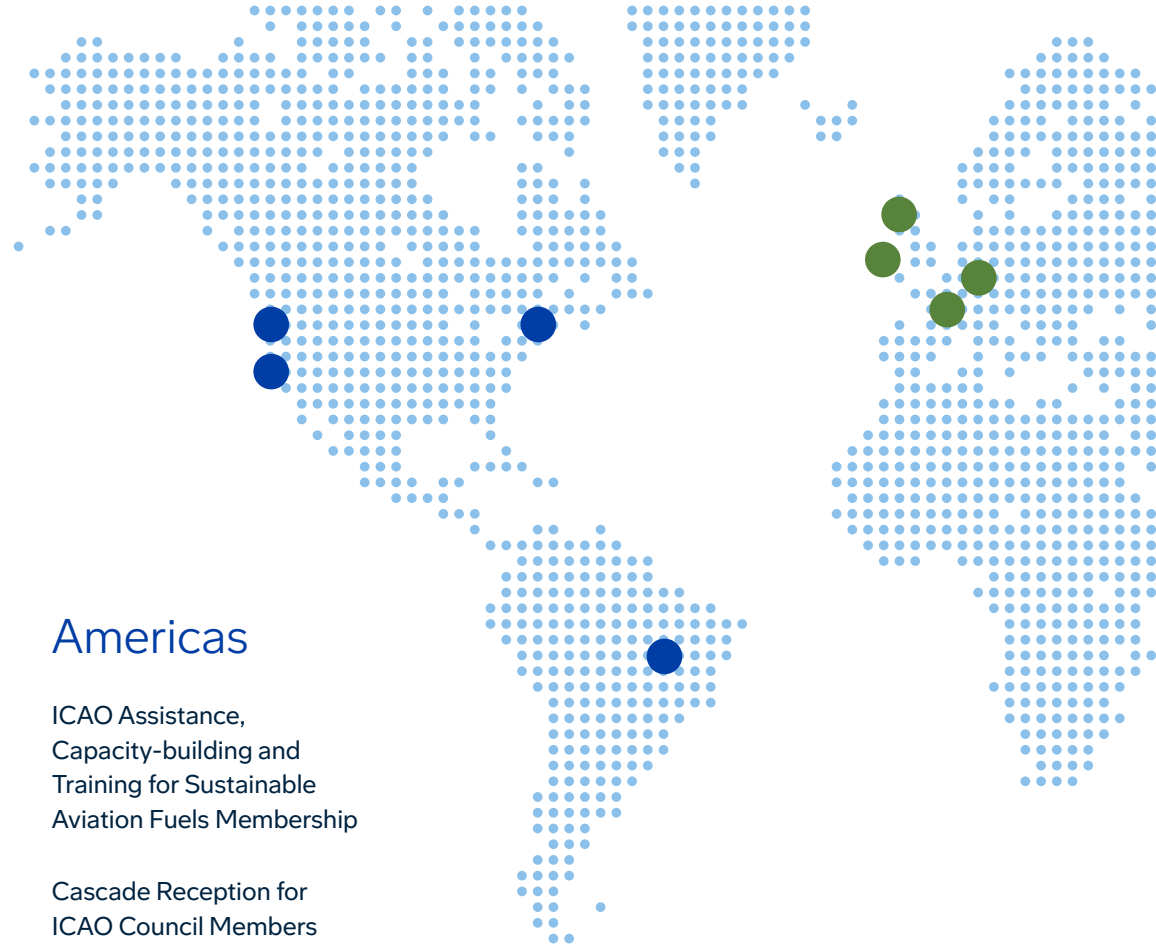 Americas
ICAO Assistance,
Capacity-building and
Training for Sustainable
Aviation Fuels Membership
Cascade Reception for
ICAO Council Members